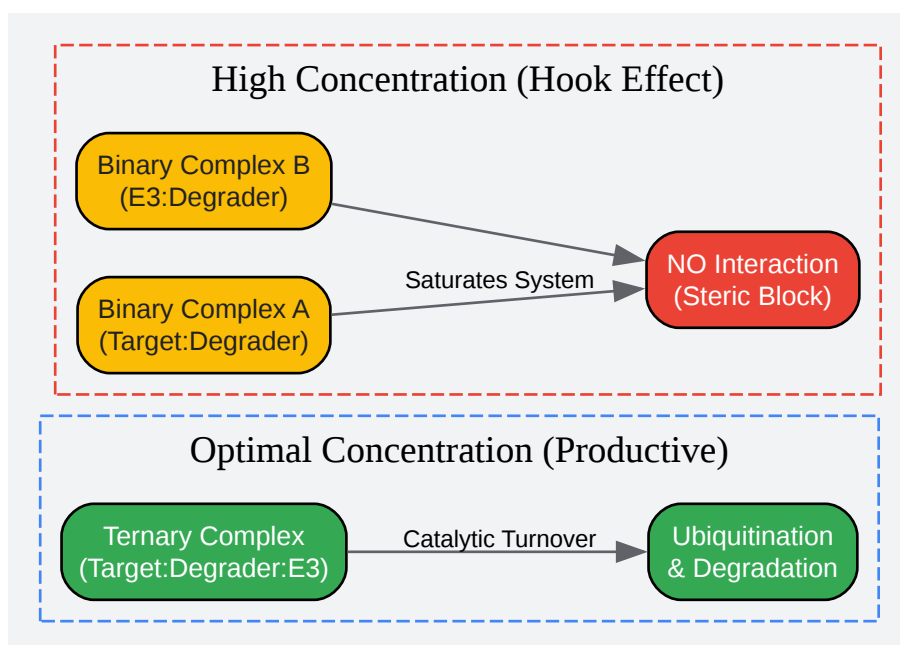 High Concentration (Hook Effect)
Binary Complex B
(E3:Degrader)
NO Interaction
(Steric Block)
Saturates System
Binary Complex A
(Target:Degrader)
Optimal Concentration (Productive)
Ternary Complex
(Target:Degrader:E3)
Catalytic Turnover
Ubiquitination
& Degradation